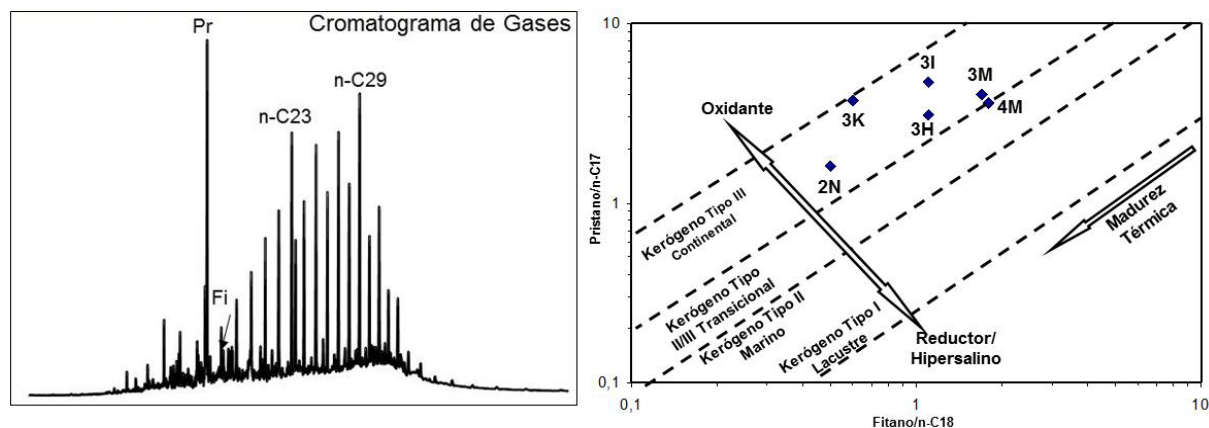 Cromatograma de Gases
Pr
n-C29
n-C23
Fi
10
1
0,1
Pristano/n-C17
Oxidante
3I
3M
3K
3H
4M
2N
Kerógeno Tipo III
Continental
Kerógeno Tipo
II/III Transicional
Kerógeno Tipo II
Marino
Kerógeno Tipo I
Lacustre
Madurez
Térmica
Reductor/
Hipersalino
0,1
1
10
Fitano/n-C18